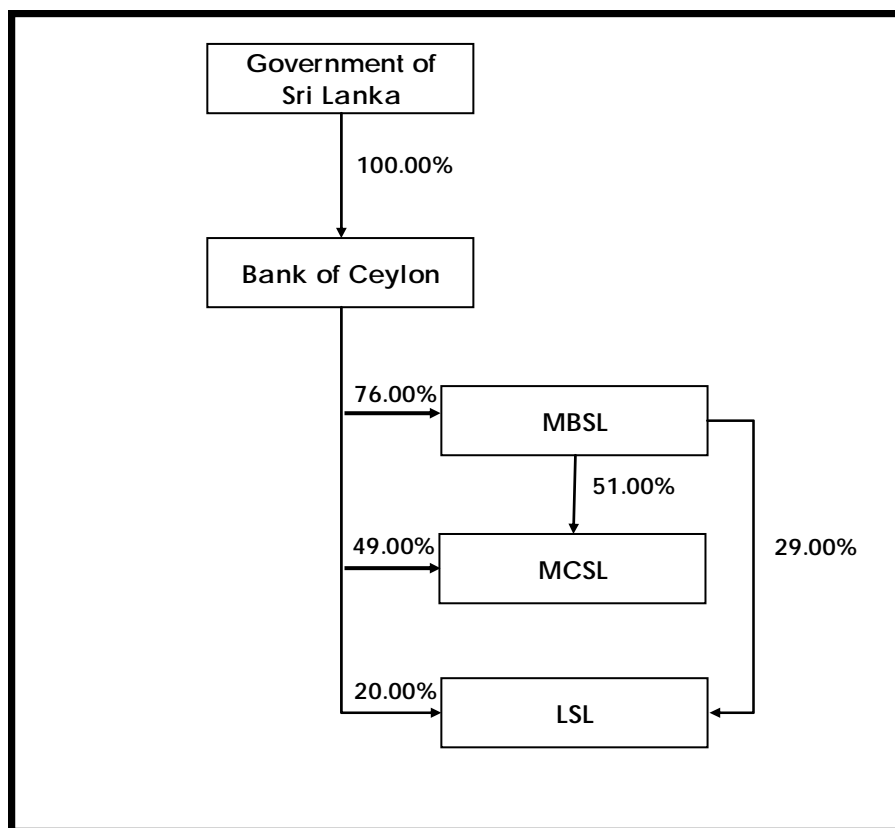 Government of
Sri Lanka
100.00%
Bank of Ceylon
76.00%
MBSL
51.00%
49.00%
MCSL
29.00%
20.00%
LSL